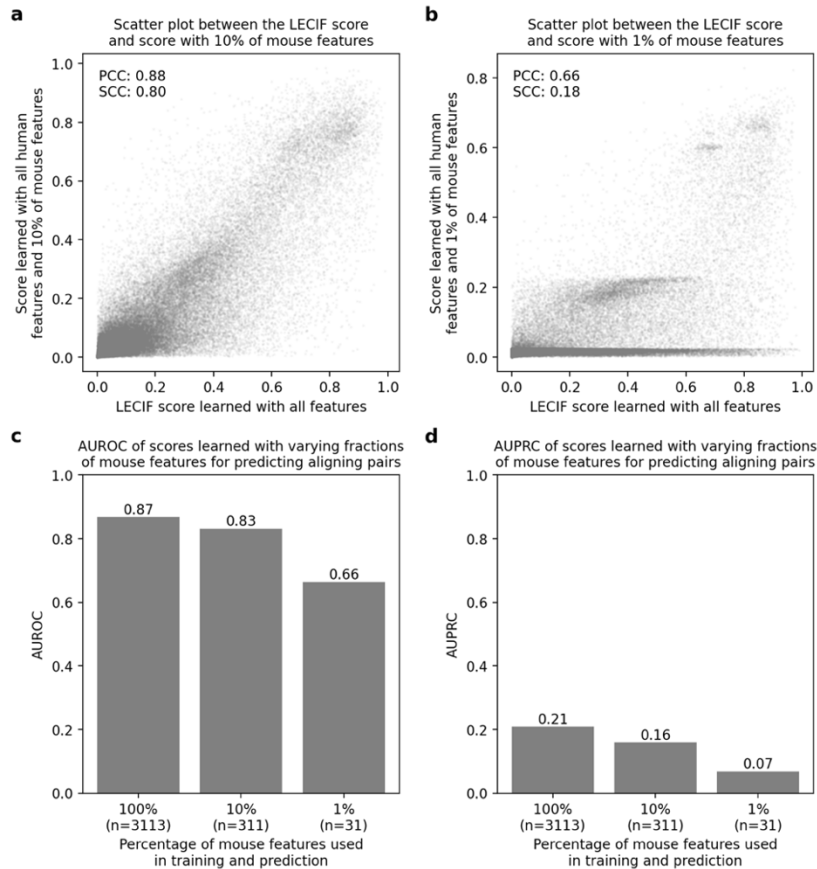 a
Scatter plot between the LECIF score
and score with 10% of mouse features
PCC: 0.88
SCC: 0.80
Score learned with all human
features and 10% of mouse features
1.0
0.8
0.6
0.4
0.2
0.0
0.0 0.2 0.4 0.6 0.8 1.0
LECIF score learned with all features
b
Scatter plot between the LECIF score
and score with 1% of mouse features
PCC: 0.66
SCC: 0.18
Score learned with all human
features and 1% of mouse features
0.8
0.6
0.4
0.2
0.0
0.0 0.2 0.4 0.6 0.8 1.0
LECIF score learned with all features
c
AUROC of scores learned with varying fractions
of mouse features for predicting aligning pairs
AUROC
1.0
0.8
0.6
0.4
0.2
0.0
0.87
0.83
0.66
100% 10% 1%
(n=3113) (n=311) (n=31)
Percentage of mouse features used
in training and prediction
d
AUPRC of scores learned with varying fractions
of mouse features for predicting aligning pairs
AUPRC
1.0
0.8
0.6
0.4
0.2
0.0
0.21
0.16
0.07
100% 10% 1%
(n=3113) (n=311) (n=31)
Percentage of mouse features used
in training and prediction